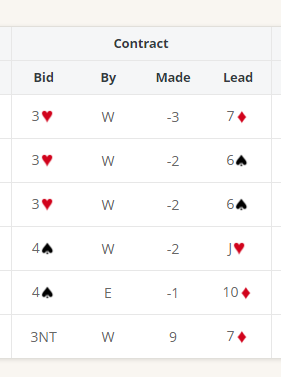 Contract
Bid By Made Lead
3♥ W -3 7♦
3♥ W -2 6♠
3♥ W -2 6♠
4♠ W -2 J♥
4♠ E -1 10♦
3NT W 9 7♦